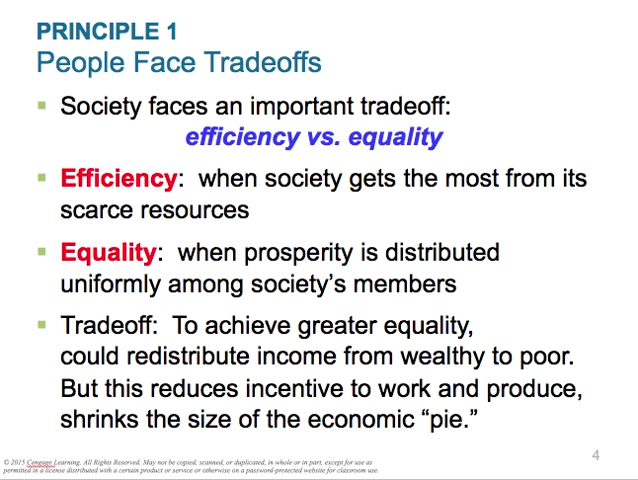 PRINCIPLE 1
People Face Tradeoffs
▪ Society faces an important tradeoff:
efficiency vs. equality
▪ Efficiency: when society gets the most from its
scarce resources
▪ Equality: when prosperity is distributed
uniformly among society's members
▪ Tradeoff: To achieve greater equality,
could redistribute income from wealthy to poor.
But this reduces incentive to work and produce,
shrinks the size of the economic “pie.”
4
© 2015 Cengage Learning. All Rights Reserved. May not be copied, scanned, or duplicated, in whole or in part, except for use as
permitted in a license distributed with a certain product or service or otherwise on a password-protected website for classroom use.